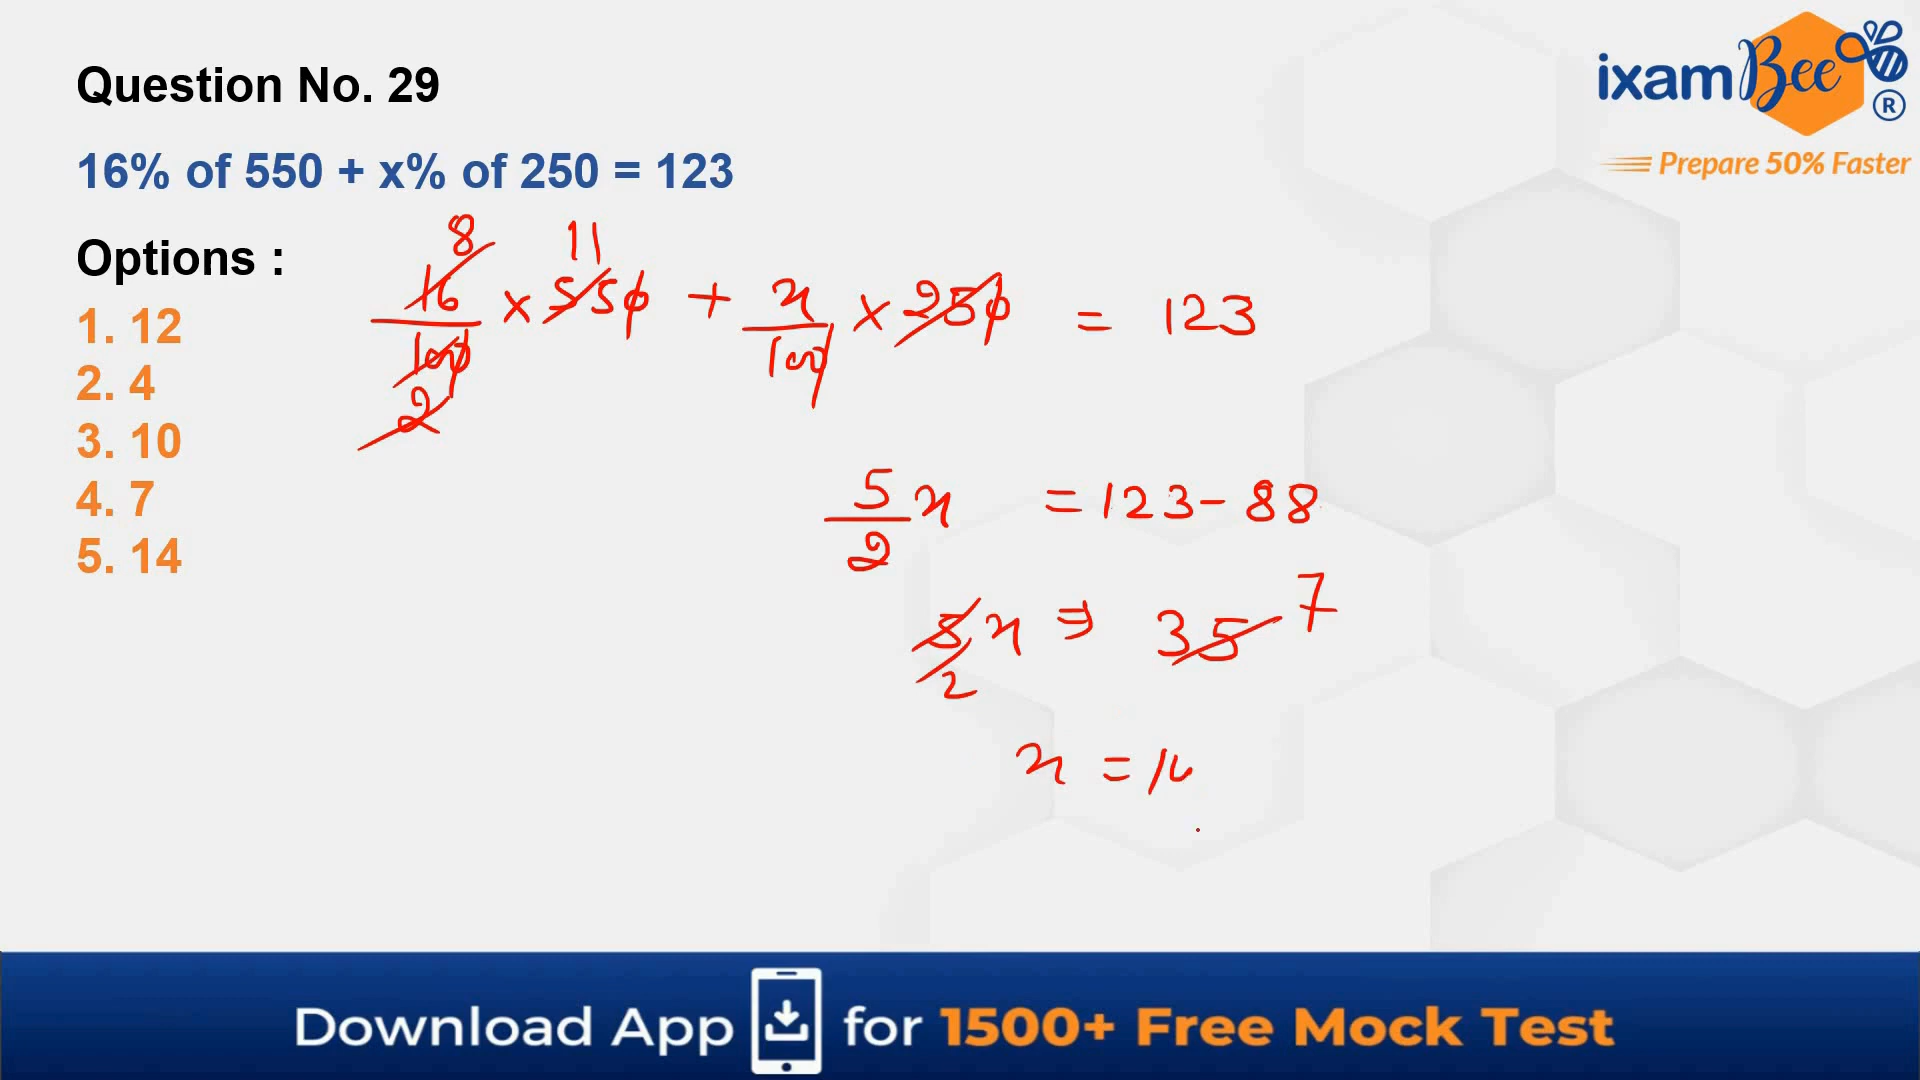 Question No. 29
ixamBee®
Prepare 50% Faster
16% of 550 + x% of 250 = 123
Options :
1. 12
2. 4
3. 10
4. 7
5. 14
8 11
16/100 × 550 + x/100 × 250 = 123
2
5/2 x = 123 - 88
5/2 x ⇒ 35 7
x = 14
Download App for 1500+ Free Mock Test